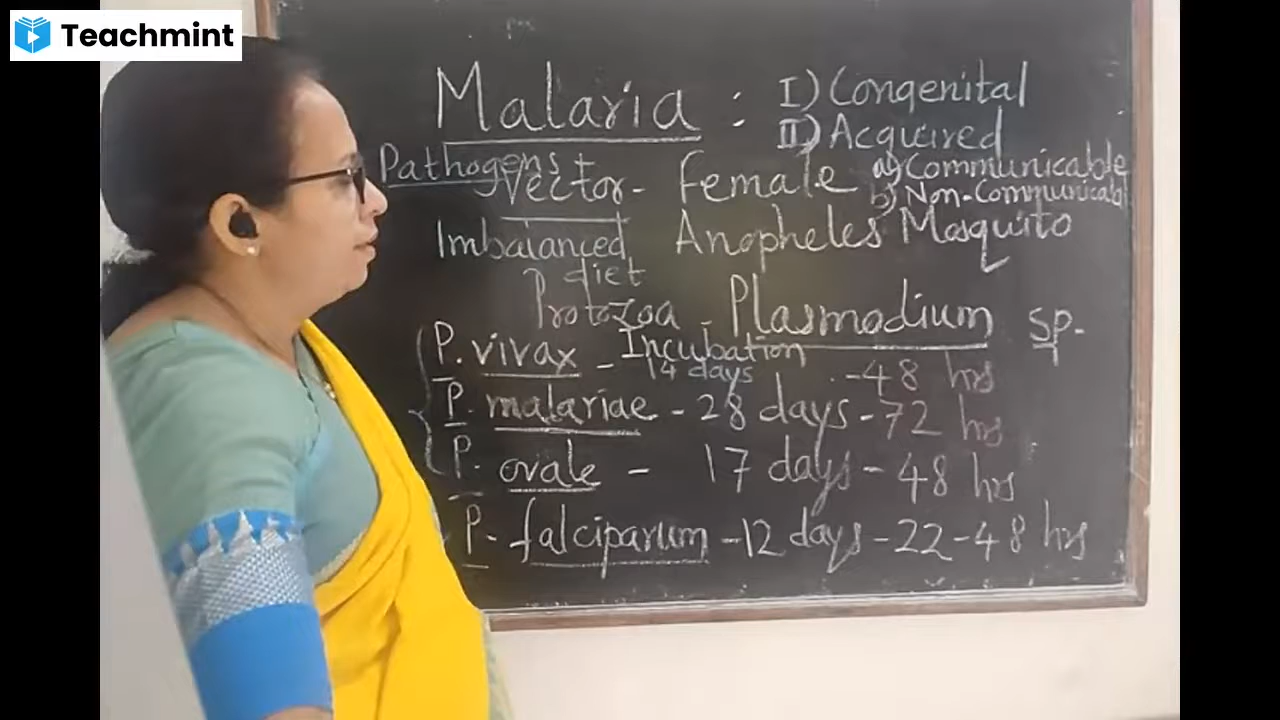 Teachmint
Malaria : I) Congenital
II) Acquired
Pathogens + a) Communicable
Vector - Female b) Non-Communicabl
Imbalanced Anopheles Mosquito
diet
Protozoa - Plasmodium sp.
P. vivax - Incubation
14 days - 48 hrs
P. malariae - 28 days - 72 hrs
P. ovale - 17 days - 48 hrs
P. falciparum - 12 days - 22-48 hrs